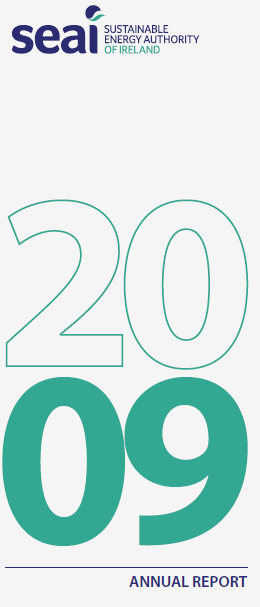 seai
SUSTAINABLE
ENERGY AUTHORITY
OF IRELAND
20
09
ANNUAL REPORT